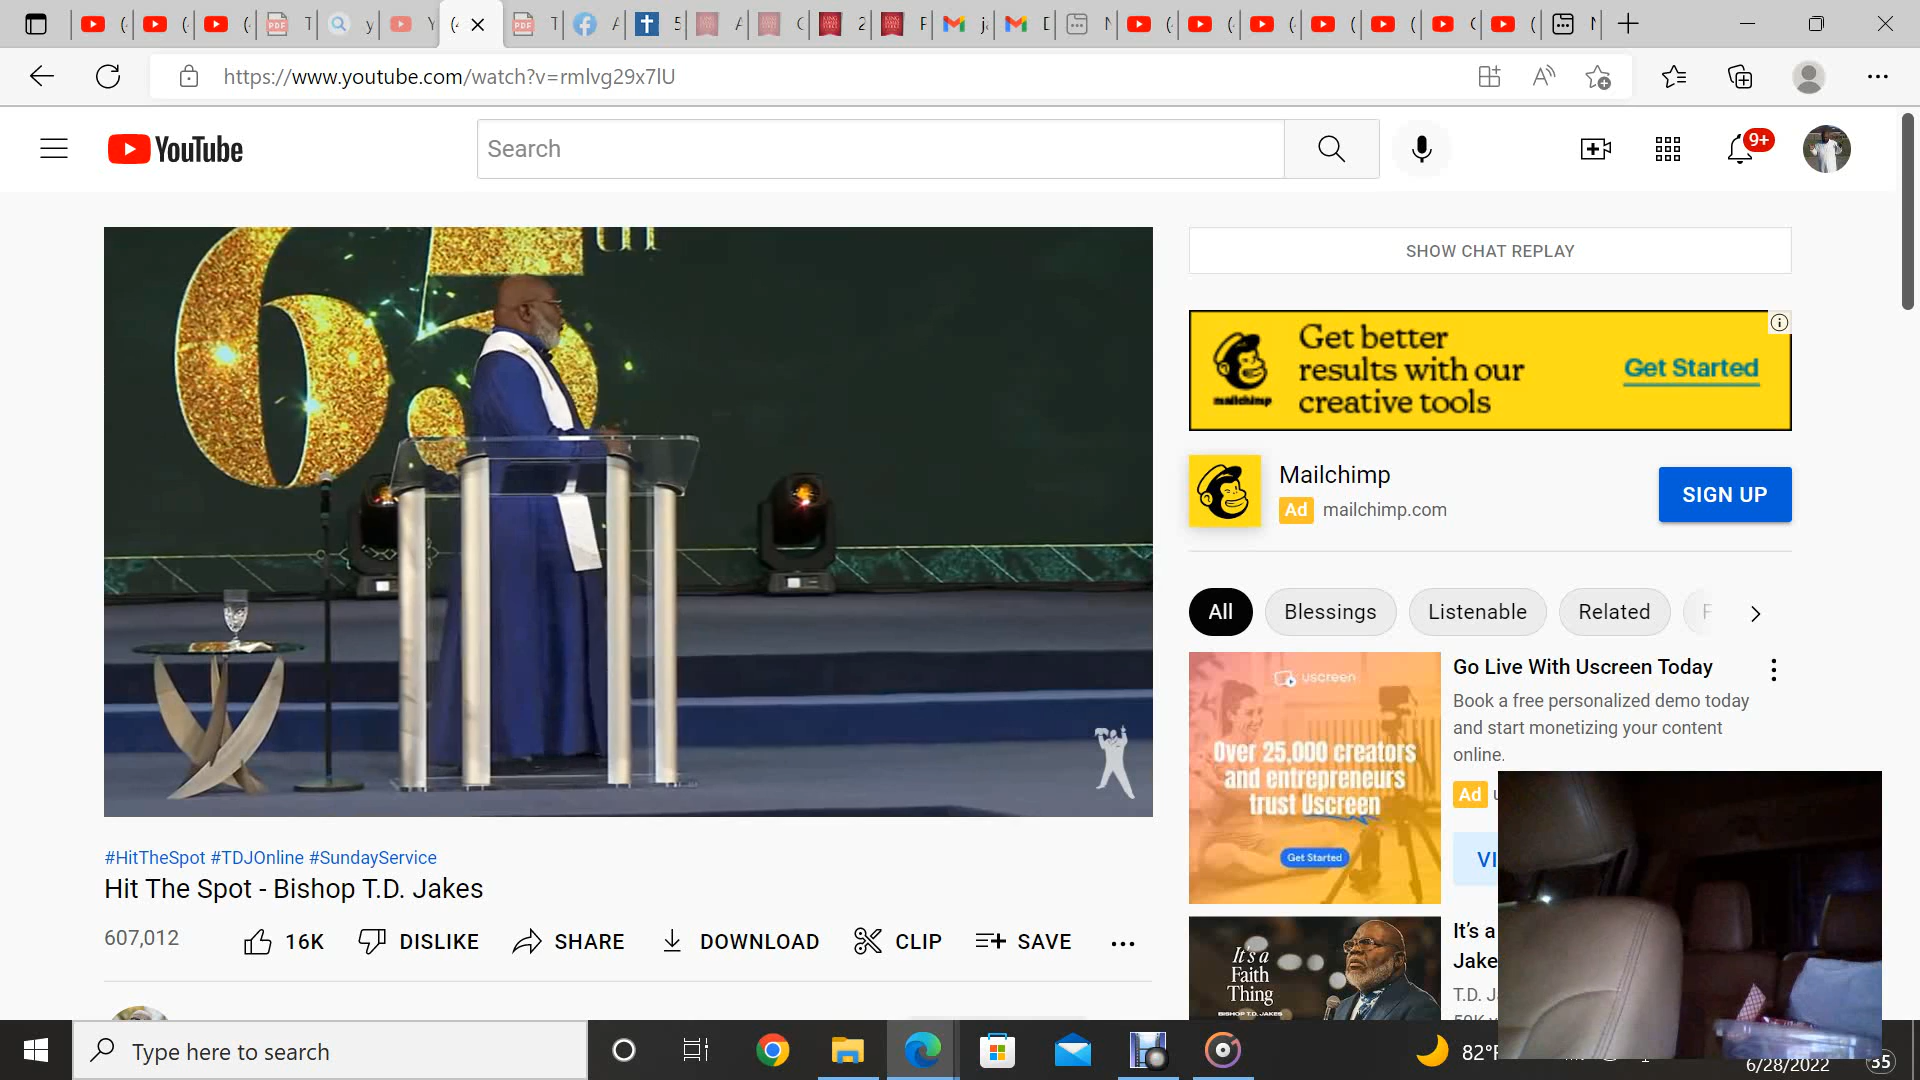 https://www.youtube.com/watch?v=rmlvg29x7lU
YouTube
Search
9+
65th
SHOW CHAT REPLAY
Get better
results with our
creative tools
Get Started
mailchimp
Mailchimp
Ad mailchimp.com
SIGN UP
All
Blessings
Listenable
Related
uscreen
Over 25,000 creators
and entrepreneurs
trust Uscreen
Get Started
Go Live With Uscreen Today
Book a free personalized demo today
and start monetizing your content
online.
Ad
VI
#HitTheSpot #TDJOnline #SundayService
Hit The Spot - Bishop T.D. Jakes
607,012
16K
DISLIKE
SHARE
DOWNLOAD
CLIP
SAVE
It's a
Faith
Thing
BISHOP T.D. JAKES
It's a
Jake
T.D. J
Type here to search
82°F
6/28/2022
35